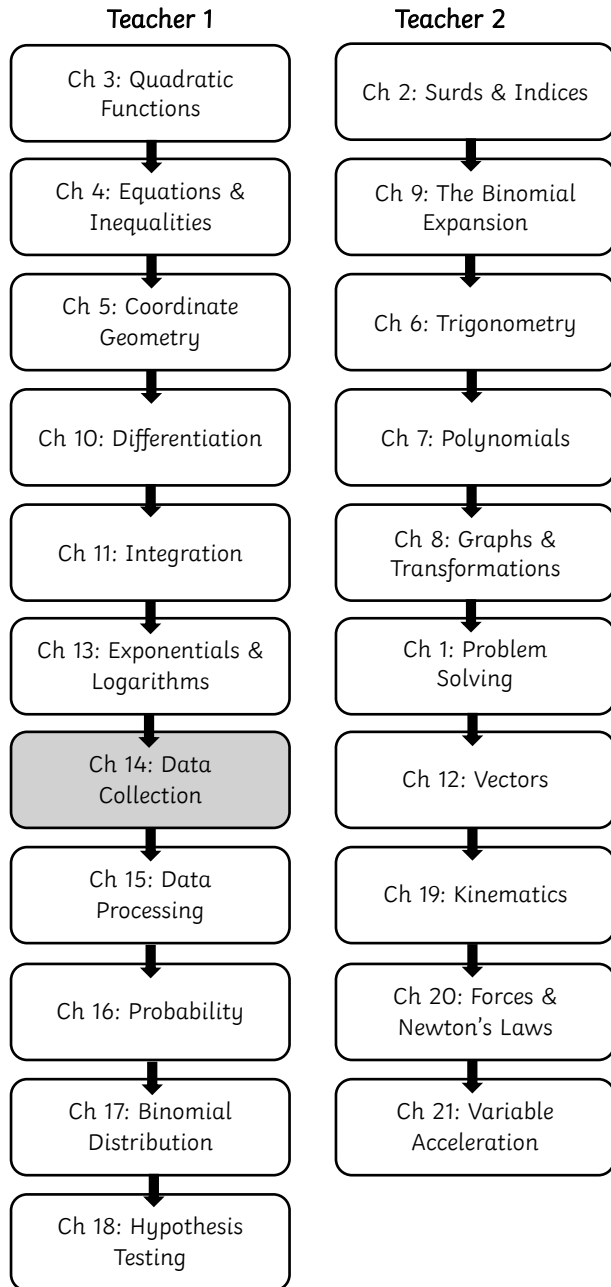 Teacher 1
Ch 3: Quadratic
Functions
Ch 4: Equations &
Inequalities
Ch 5: Coordinate
Geometry
Ch 10: Differentiation
Ch 11: Integration
Ch 13: Exponentials &
Logarithms
Ch 14: Data
Collection
Ch 15: Data
Processing
Ch 16: Probability
Ch 17: Binomial
Distribution
Ch 18: Hypothesis
Testing
Teacher 2
Ch 2: Surds & Indices
Ch 9: The Binomial
Expansion
Ch 6: Trigonometry
Ch 7: Polynomials
Ch 8: Graphs &
Transformations
Ch 1: Problem
Solving
Ch 12: Vectors
Ch 19: Kinematics
Ch 20: Forces &
Newton's Laws
Ch 21: Variable
Acceleration